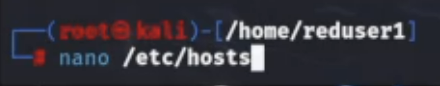 ┌──(root㉿kali)-[/home/reduser1]
└─# nano /etc/hosts